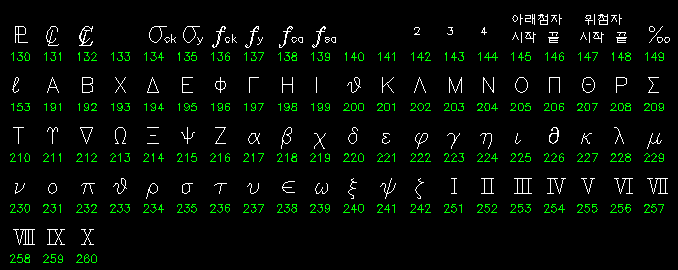 아래첨자 위첨자
℄ ₵ ₵ σck σy fck fy fca fsa 2 3 4 시작 끝 시작 끝 ‰
130 131 132 133 134 135 136 137 138 139 140 141 142 143 144 145 146 147 148 149
ℓ Α Β Χ Δ Ε Φ Γ Η Ι ϑ Κ Λ Μ Ν Ο Π Θ Ρ Σ
153 191 192 193 194 195 196 197 198 199 200 201 202 203 204 205 206 207 208 209
Τ ϒ ∇ Ω Ξ Ψ Ζ α β χ δ ε φ γ η ι ∂ κ λ μ
210 211 212 213 214 215 216 217 218 219 220 221 222 223 224 225 226 227 228 229
ν ο π ϑ ρ σ τ υ ∈ ω ξ ψ ζ Ⅰ Ⅱ Ⅲ Ⅳ Ⅴ Ⅵ Ⅶ
230 231 232 233 234 235 236 237 238 239 240 241 242 251 252 253 254 255 256 257
Ⅷ Ⅸ Ⅹ
258 259 260